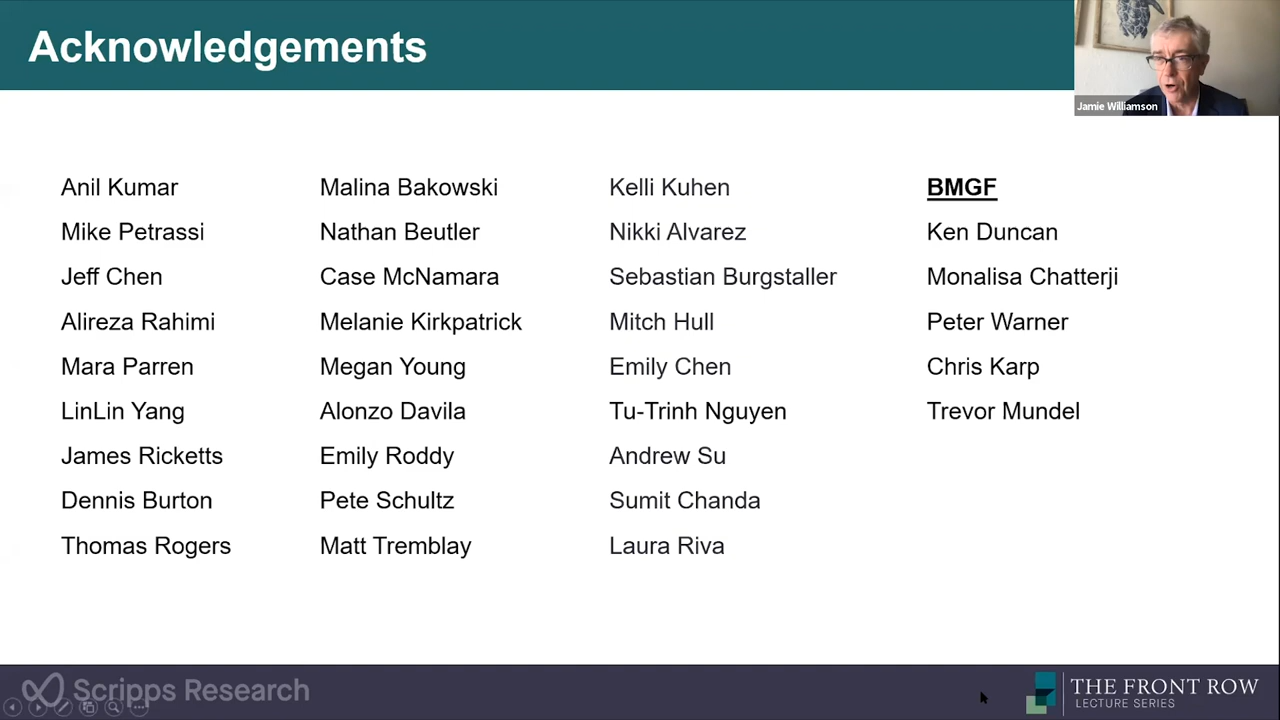 Acknowledgements
Jamie Williamson
Anil Kumar
Mike Petrassi
Jeff Chen
Alireza Rahimi
Mara Parren
LinLin Yang
James Ricketts
Dennis Burton
Thomas Rogers
Malina Bakowski
Nathan Beutler
Case McNamara
Melanie Kirkpatrick
Megan Young
Alonzo Davila
Emily Roddy
Pete Schultz
Matt Tremblay
Kelli Kuhen
Nikki Alvarez
Sebastian Burgstaller
Mitch Hull
Emily Chen
Tu-Trinh Nguyen
Andrew Su
Sumit Chanda
Laura Riva
BMGF
Ken Duncan
Monalisa Chatterji
Peter Warner
Chris Karp
Trevor Mundel
Scripps Research
THE FRONT ROW
LECTURE SERIES